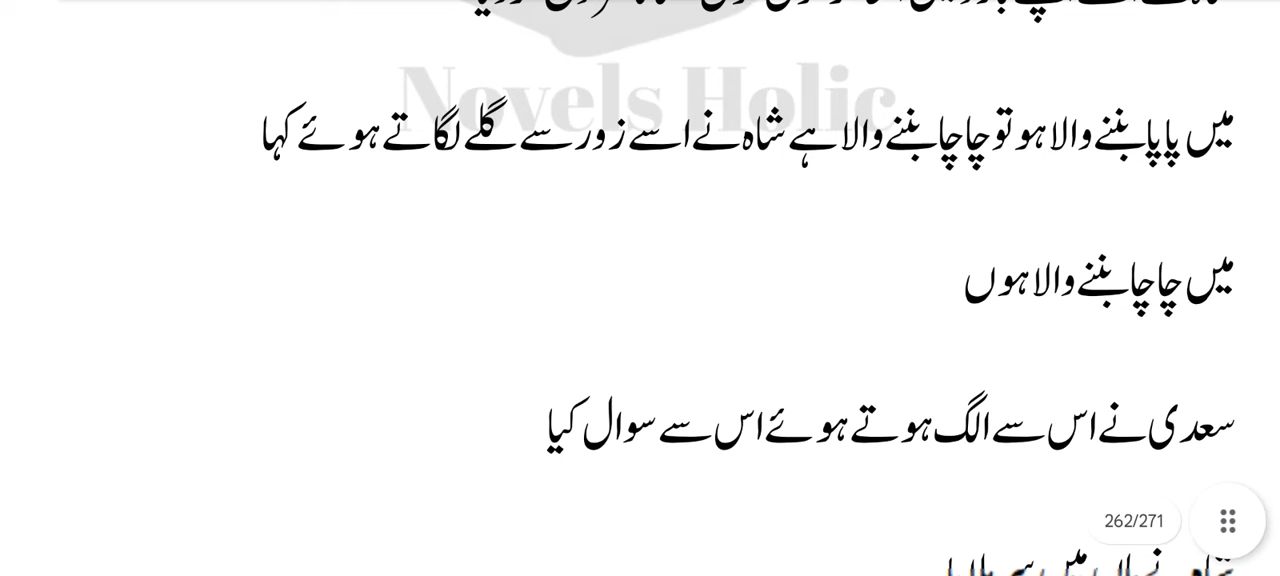 Novels Holic
میں پاپا بننے والا ہو تو چاچا بننے والا ہے شاہ نے اسے زور سے گلے لگاتے ہوئے کہا
میں چاچا بننے والا ہوں
سعدی نے اس سے الگ ہوتے ہوئے اس سے سوال کیا
262/271